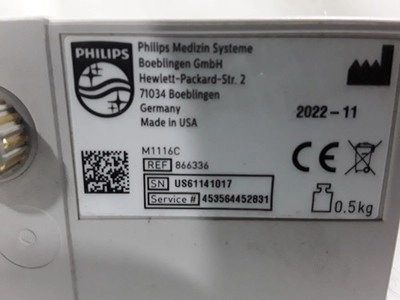 PHILIPS
Philips Medizin Systeme
Boeblingen GmbH
Hewlett-Packard-Str. 2
71034 Boeblingen
Germany
Made in USA
2022-11
M1116C
REF 866336
SN US61141017
Service # 453564452831
CE
0.5kg